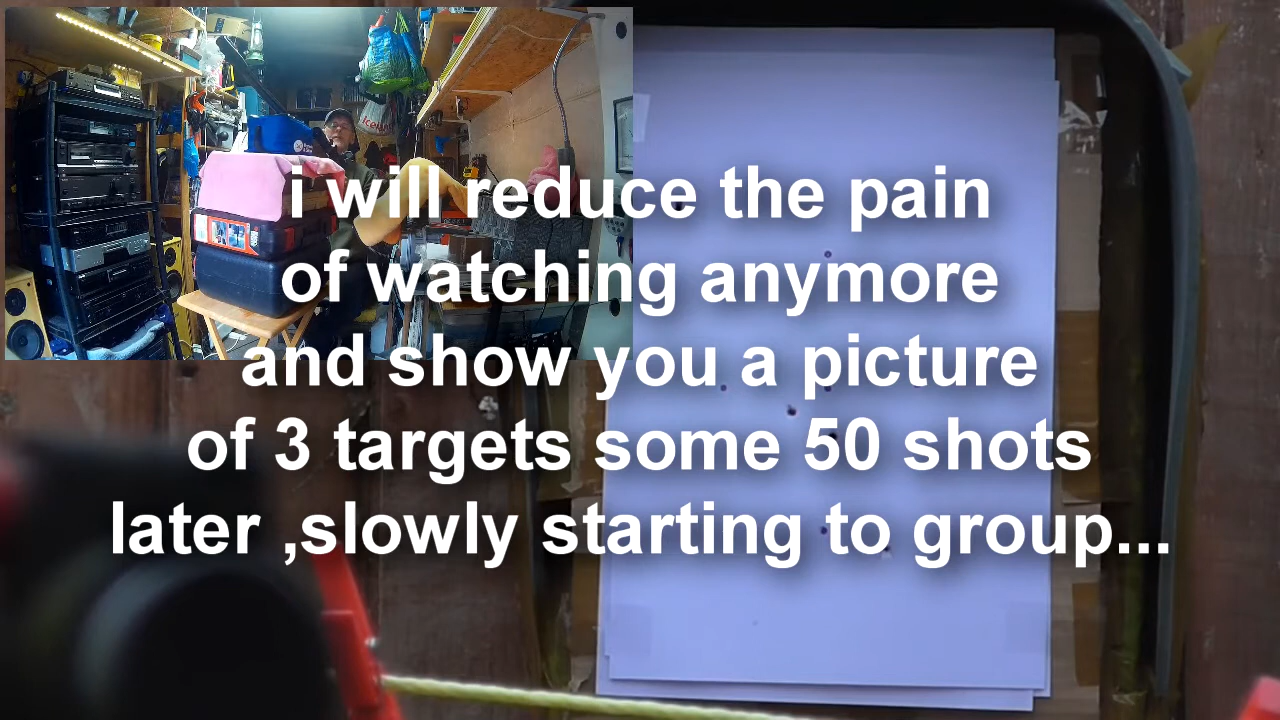 i will reduce the pain
of watching anymore
and show you a picture
of 3 targets some 50 shots
later ,slowly starting to group...